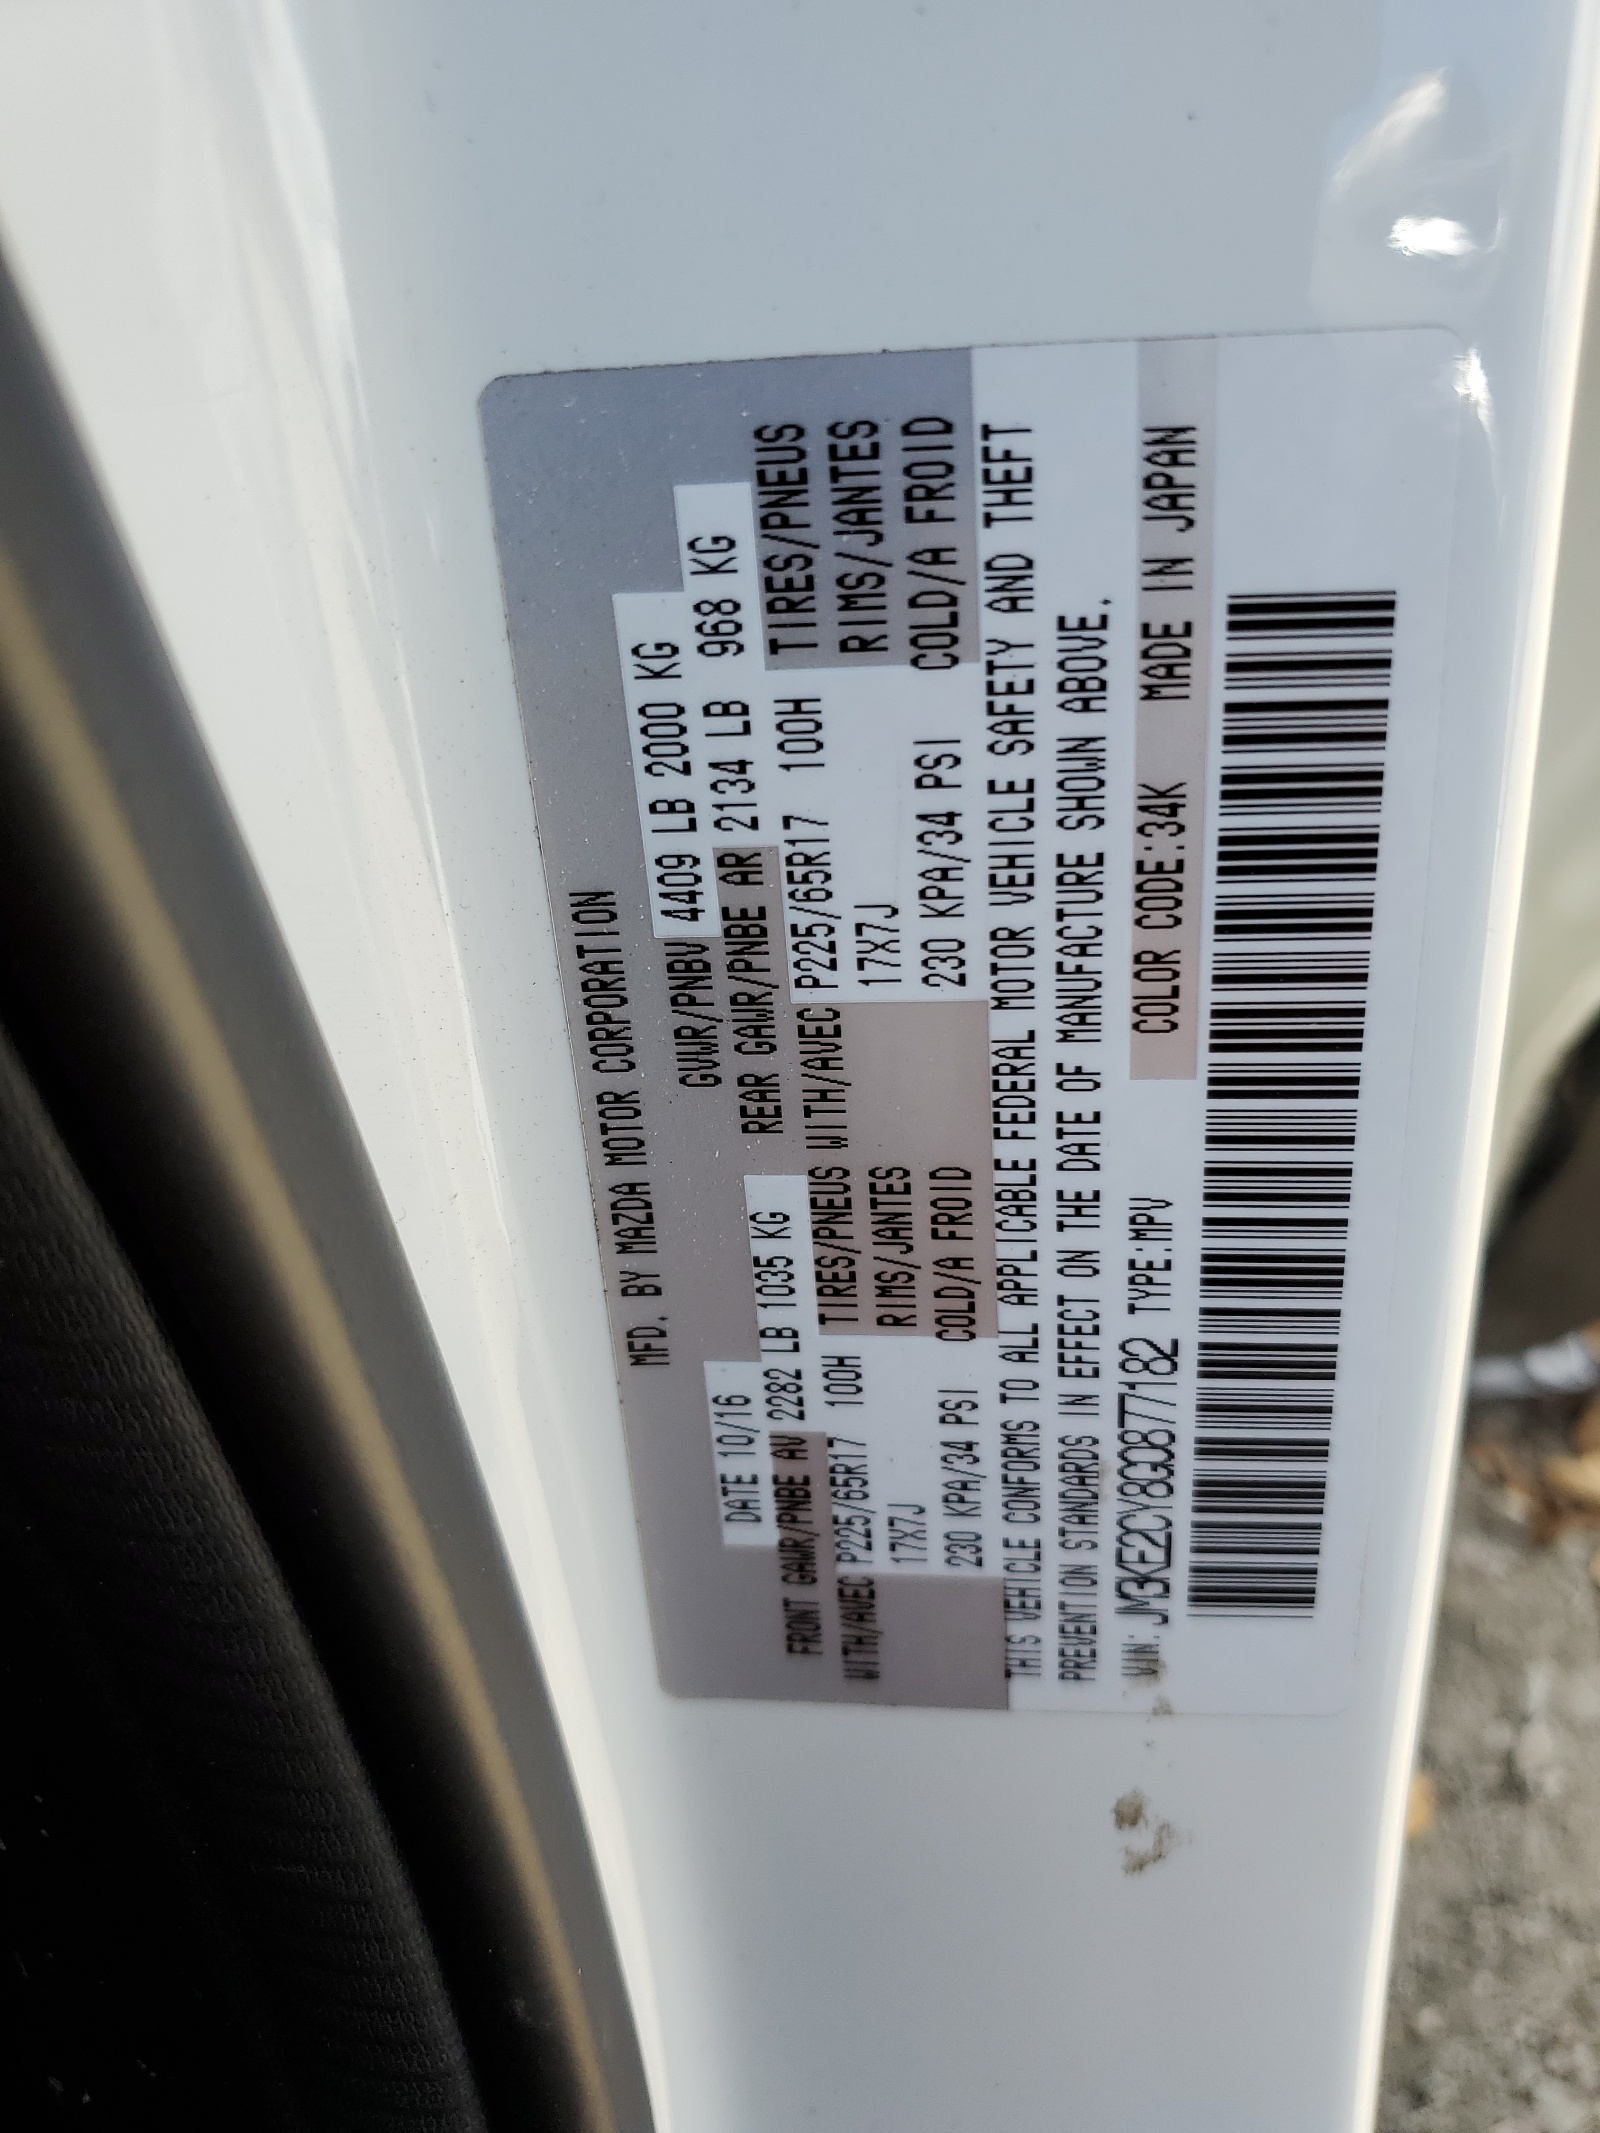 MFD. BY MAZDA MOTOR CORPORATION
DATE 10/16 GVWR/PNBV 4409 LB 2000 KG
FRONT GAWR/PNBE AV 2282 LB 1035 KG REAR GAWR/PNBE AR 2134 LB 968 KG
WITH/AVEC P225/65R17 100H TIRES/PNEUS WITH/AVEC P225/65R17 100H TIRES/PNEUS
17X7J RIMS/JANTES 17X7J RIMS/JANTES
230 KPA/34 PSI COLD/A FROID 230 KPA/34 PSI COLD/A FROID
THIS VEHICLE CONFORMS TO ALL APPLICABLE FEDERAL MOTOR VEHICLE SAFETY AND THEFT
PREVENTION STANDARDS IN EFFECT ON THE DATE OF MANUFACTURE SHOWN ABOVE.
VIN: JM3KE2CY8G0877182 TYPE:MPV COLOR CODE:34K MADE IN JAPAN